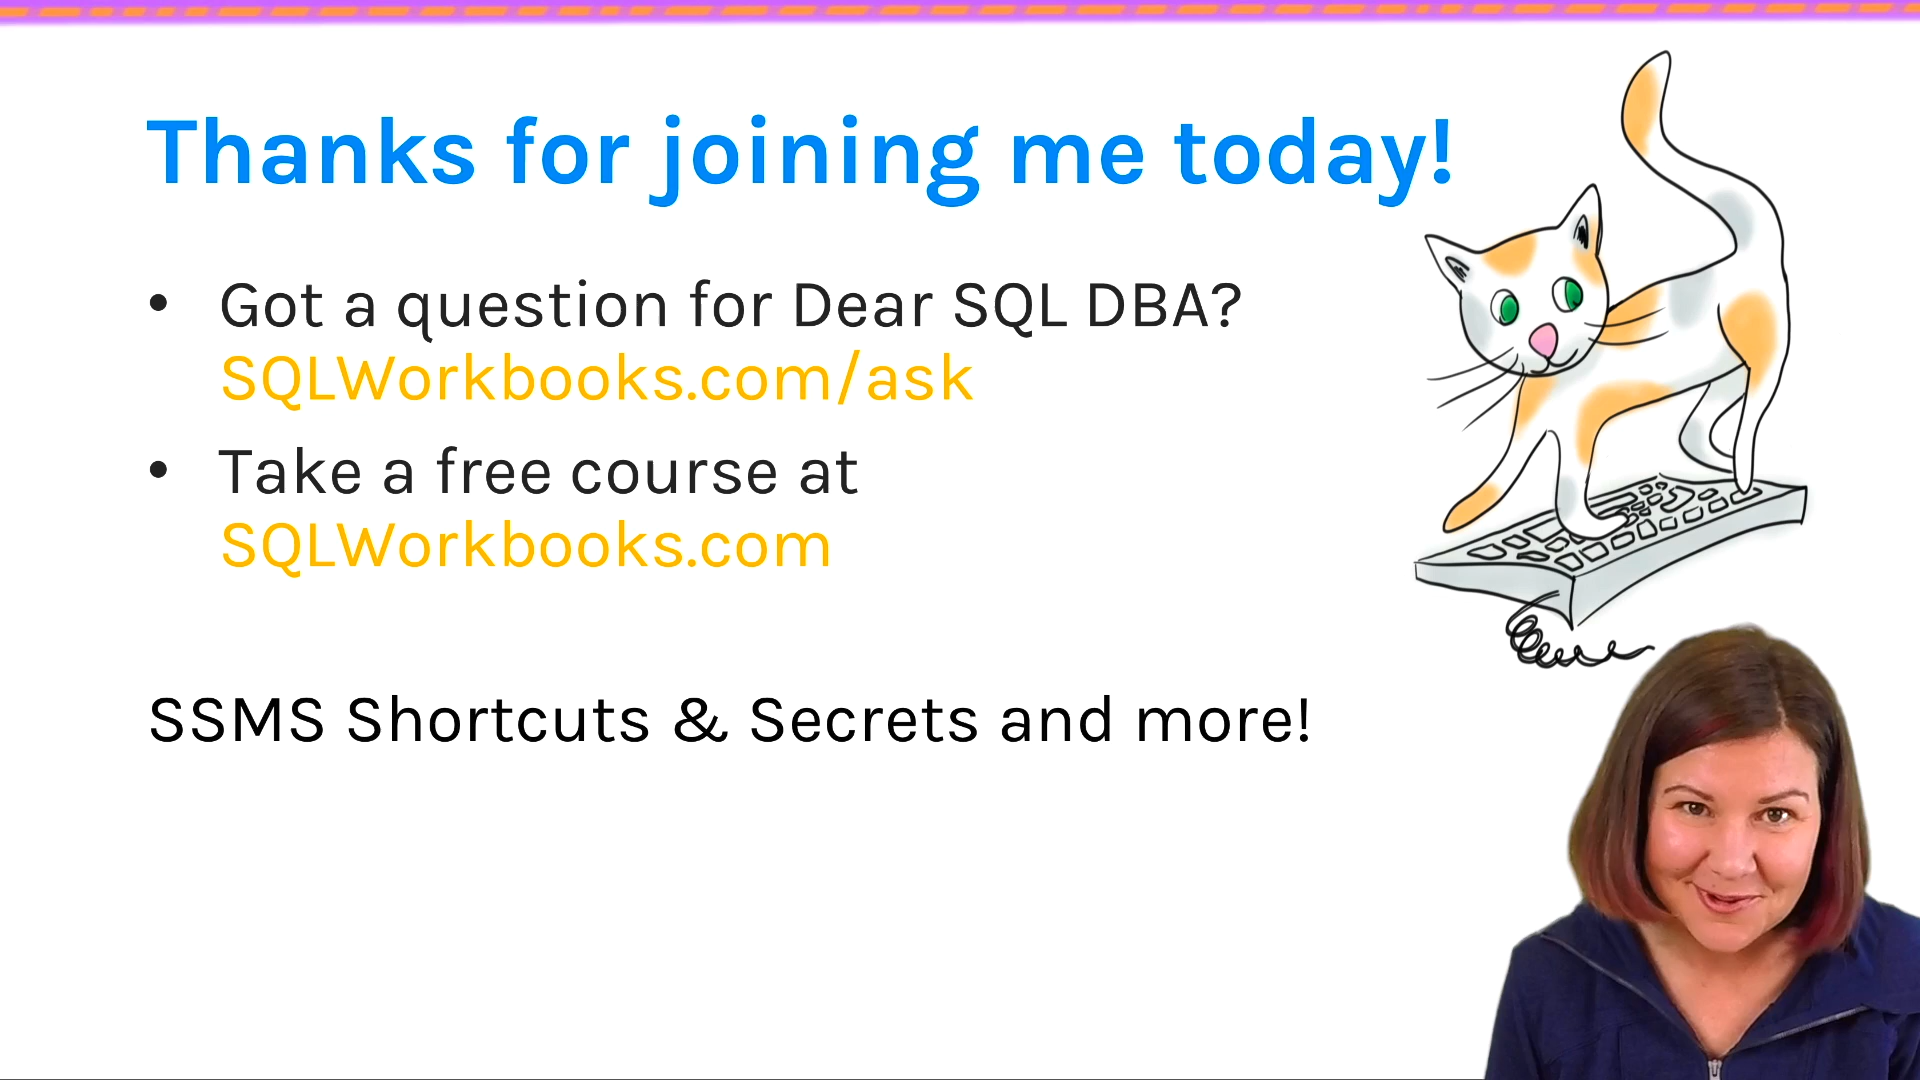 Thanks for joining me today!
• Got a question for Dear SQL DBA?
SQLWorkbooks.com/ask
• Take a free course at
SQLWorkbooks.com
SSMS Shortcuts & Secrets and more!